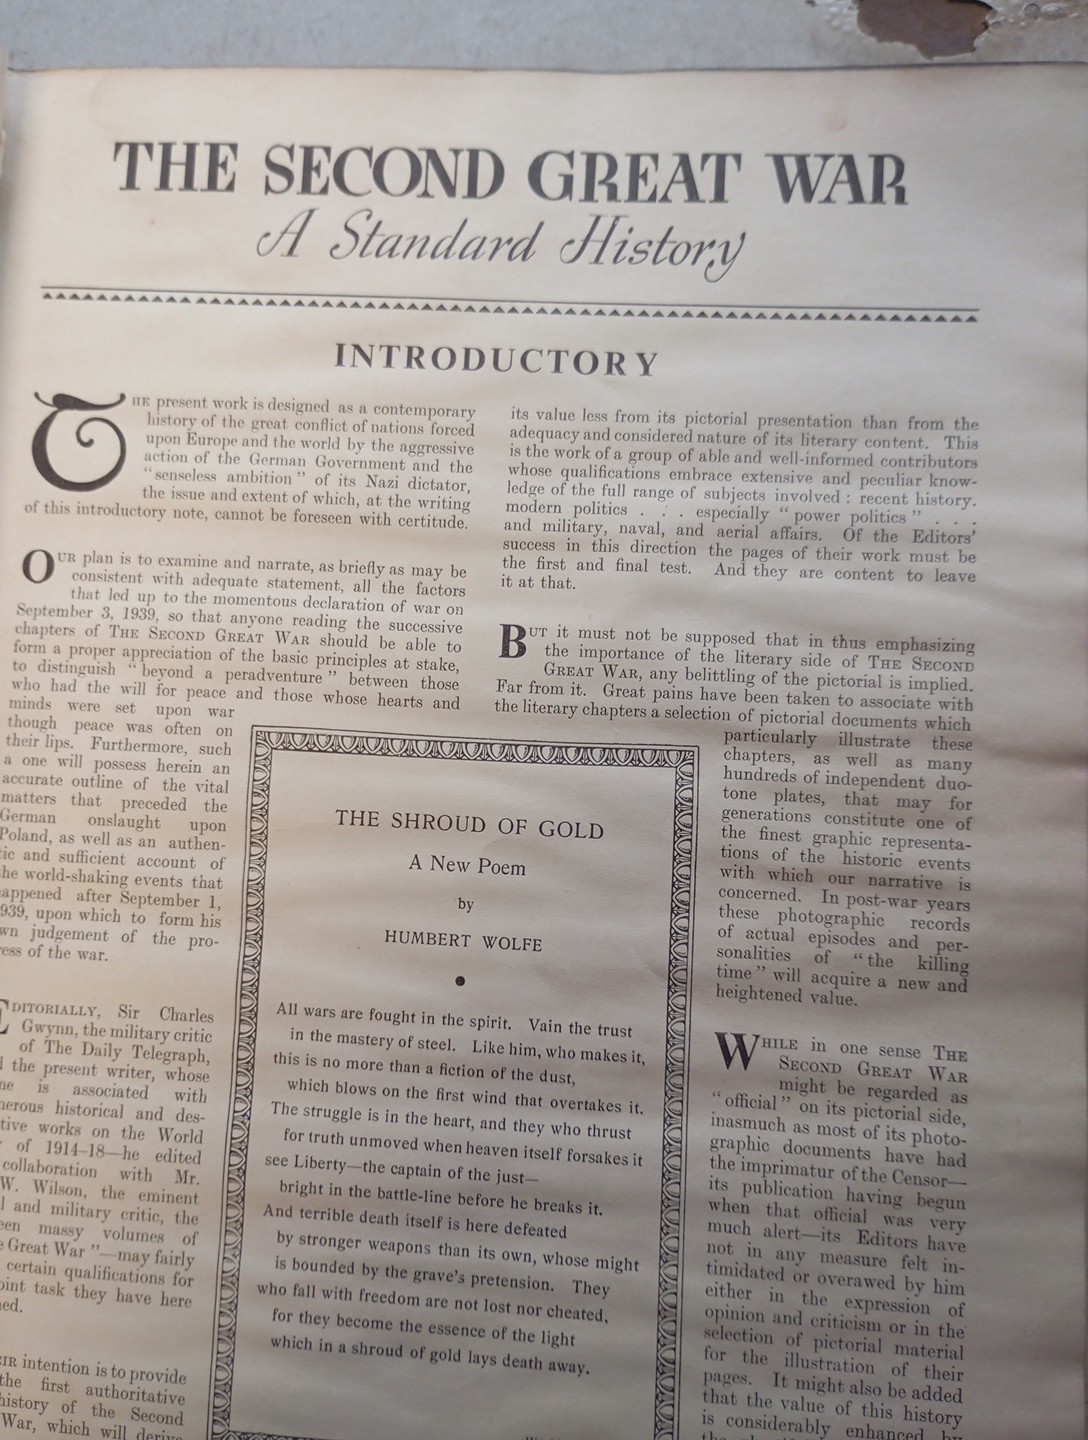 THE SECOND GREAT WAR
A Standard History
INTRODUCTORY
THE present work is designed as a contemporary
history of the great conflict of nations forced
upon Europe and the world by the aggressive
action of the German Government and the
"senseless ambition" of its Nazi dictator,
the issue and extent of which, at the writing
of this introductory note, cannot be foreseen with certitude.
OUR plan is to examine and narrate, as briefly as may be
consistent with adequate statement, all the factors
that led up to the momentous declaration of war on
September 3, 1939, so that anyone reading the successive
chapters of THE SECOND GREAT WAR should be able to
form a proper appreciation of the basic principles at stake,
to distinguish "beyond a peradventure" between those
who had the will for peace and those whose hearts and
minds were set upon war
though peace was often on
their lips. Furthermore, such
a one will possess herein an
accurate outline of the vital
matters that preceded the
German onslaught upon
Poland, as well as an authen-
tic and sufficient account of
he world-shaking events that
appened after September 1,
939, upon which to form his
wn judgement of the pro-
ress of the war.
EDITORIALLY, Sir Charles
Gwynn, the military critic
of The Daily Telegraph,
the present writer, whose
me is associated with
merous historical and des-
tive works on the World
of 1914-18—he edited
collaboration with Mr.
W. Wilson, the eminent
l and military critic, the
een massy volumes of
e Great War"—may fairly
certain qualifications for
oint task they have here
ed.
EIR intention is to provide
the first authoritative
history of the Second
War, which will derive
its value less from its pictorial presentation than from the
adequacy and considered nature of its literary content. This
is the work of a group of able and well-informed contributors
whose qualifications embrace extensive and peculiar know-
ledge of the full range of subjects involved: recent history.
modern politics . . . especially "power politics" . . .
and military, naval, and aerial affairs. Of the Editors'
success in this direction the pages of their work must be
the first and final test. And they are content to leave
it at that.
BUT it must not be supposed that in thus emphasizing
the importance of the literary side of THE SECOND
GREAT WAR, any belittling of the pictorial is implied.
Far from it. Great pains have been taken to associate with
the literary chapters a selection of pictorial documents which
particularly illustrate these
chapters, as well as many
hundreds of independent duo-
tone plates, that may for
generations constitute one of
the finest graphic representa-
tions of the historic events
with which our narrative is
concerned. In post-war years
these photographic records
of actual episodes and per-
sonalities of "the killing
time" will acquire a new and
heightened value.
WHILE in one sense THE
SECOND GREAT WAR
might be regarded as
"official" on its pictorial side,
inasmuch as most of its photo-
graphic documents have had
the imprimatur of the Censor—
its publication having begun
when that official was very
much alert—its Editors have
not in any measure felt in-
timidated or overawed by him
either in the expression of
opinion and criticism or in the
selection of pictorial material
for the illustration of their
pages. It might also be added
that the value of this history
is considerably enhanced by
THE SHROUD OF GOLD
A New Poem
by
HUMBERT WOLFE
All wars are fought in the spirit. Vain the trust
in the mastery of steel. Like him, who makes it,
this is no more than a fiction of the dust,
which blows on the first wind that overtakes it.
The struggle is in the heart, and they who thrust
for truth unmoved when heaven itself forsakes it
see Liberty—the captain of the just—
bright in the battle-line before he breaks it.
And terrible death itself is here defeated
by stronger weapons than its own, whose might
is bounded by the grave's pretension. They
who fall with freedom are not lost nor cheated,
for they become the essence of the light
which in a shroud of gold lays death away.